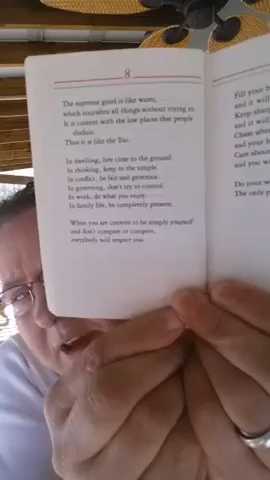 8
The supreme good is like water,
which nourishes all things without trying to.
It is content with the low places that people
disdain.
Thus it is like the Tao.
In dwelling, live close to the ground.
In thinking, keep to the simple.
In conflict, be fair and generous.
In governing, don't try to control.
In work, do what you enjoy.
In family life, be completely present.
When you are content to be simply yourself
and don't compare or compete,
everybody will respect you.
Fill your
and it will
Keep
and it will
Chase
and your
Care
and you
Do your
The only